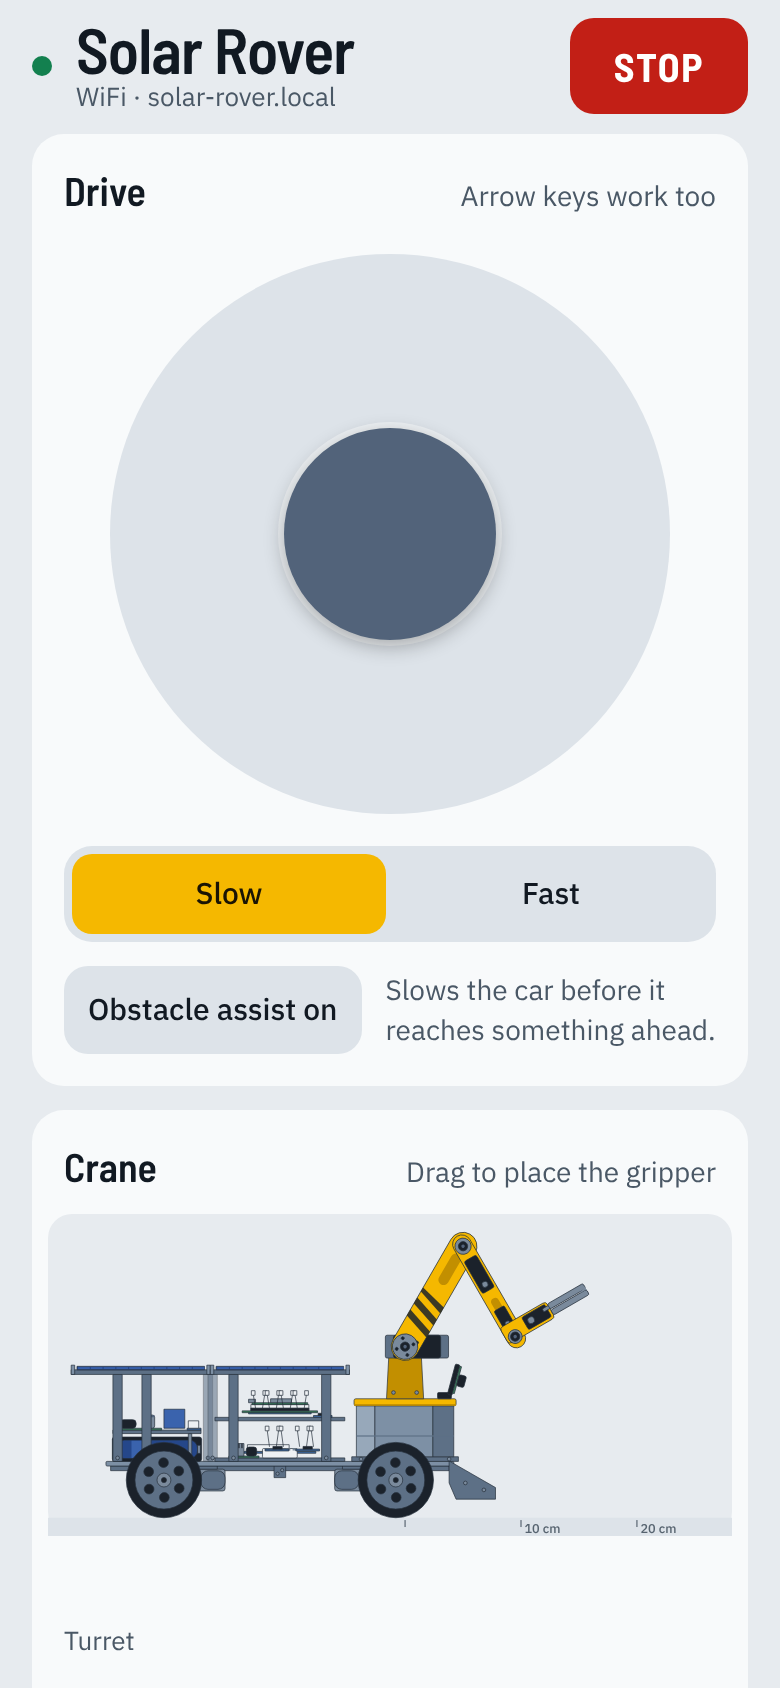 Solar Rover
WiFi · solar-rover.local
STOP
Drive
Arrow keys work too
Slow
Fast
Obstacle assist on
Slows the car before it
reaches something ahead.
Crane
Drag to place the gripper
10 cm
20 cm
Turret